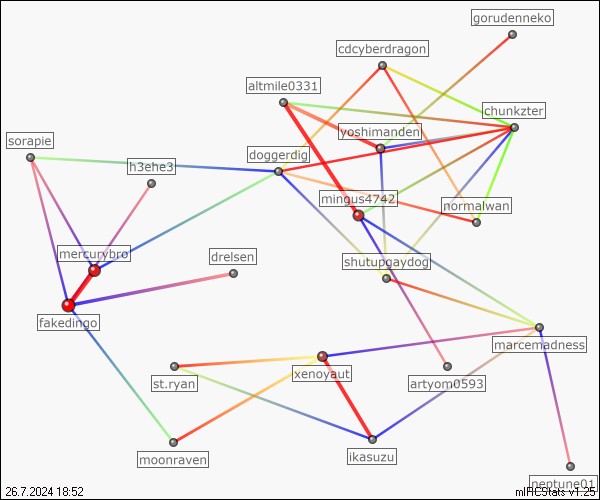 gorudenneko
cdcyberdragon
altmile0331
chunkzter
yoshimanden
sorapie
doggerdig
h3ehe3
mingus4742
normalwan
mercurybro
drelsen
shutupgaydog
fakedingo
marcemadness
xenoyaut
st.ryan
artyom0593
ikasuzu
moonraven
neptune01
26.7.2024 18:52
mIRCStats v1.25